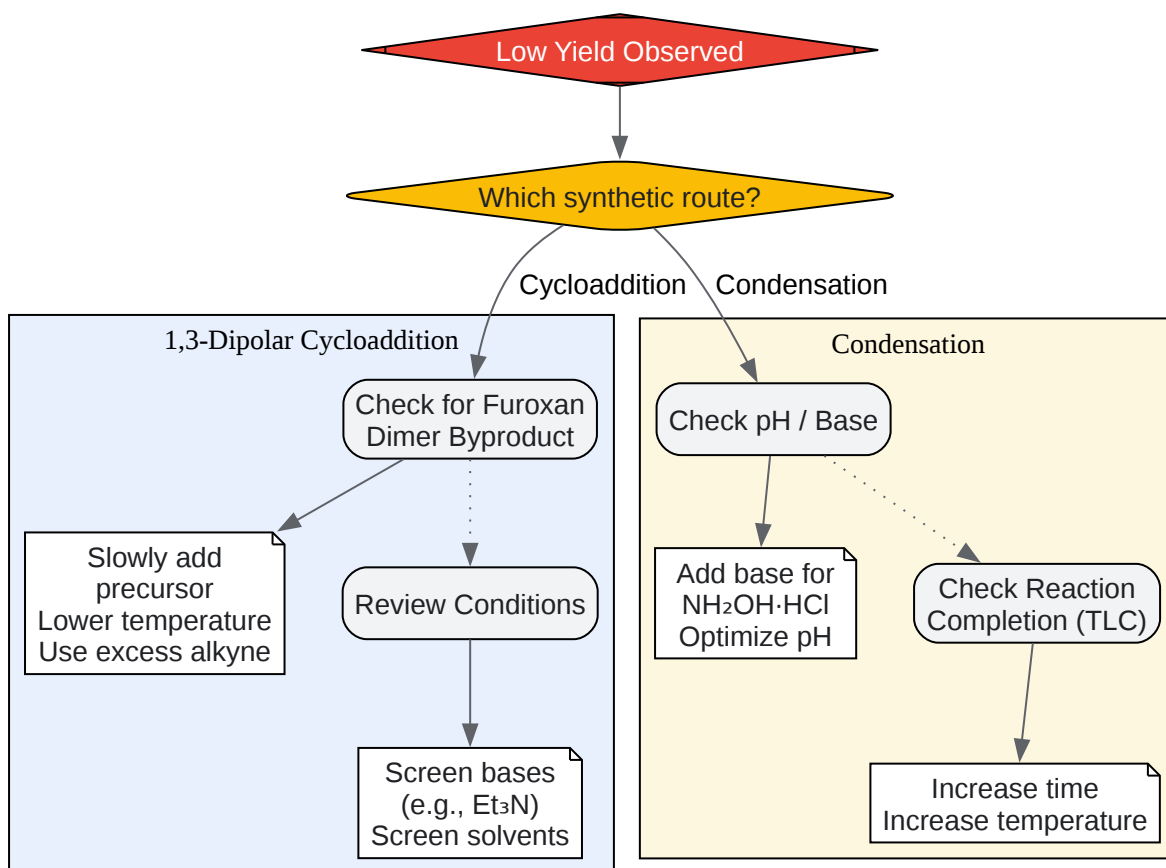 Low Yield Observed
Which synthetic route?
Cycloaddition
Condensation
1,3-Dipolar Cycloaddition
Check for Furoxan
Dimer Byproduct
Slowly add
precursor
Lower temperature
Use excess alkyne
Review Conditions
Screen bases
(e.g., Et₃N)
Screen solvents
Condensation
Check pH / Base
Add base for
NH₂OH·HCl
Optimize pH
Check Reaction
Completion (TLC)
Increase time
Increase temperature